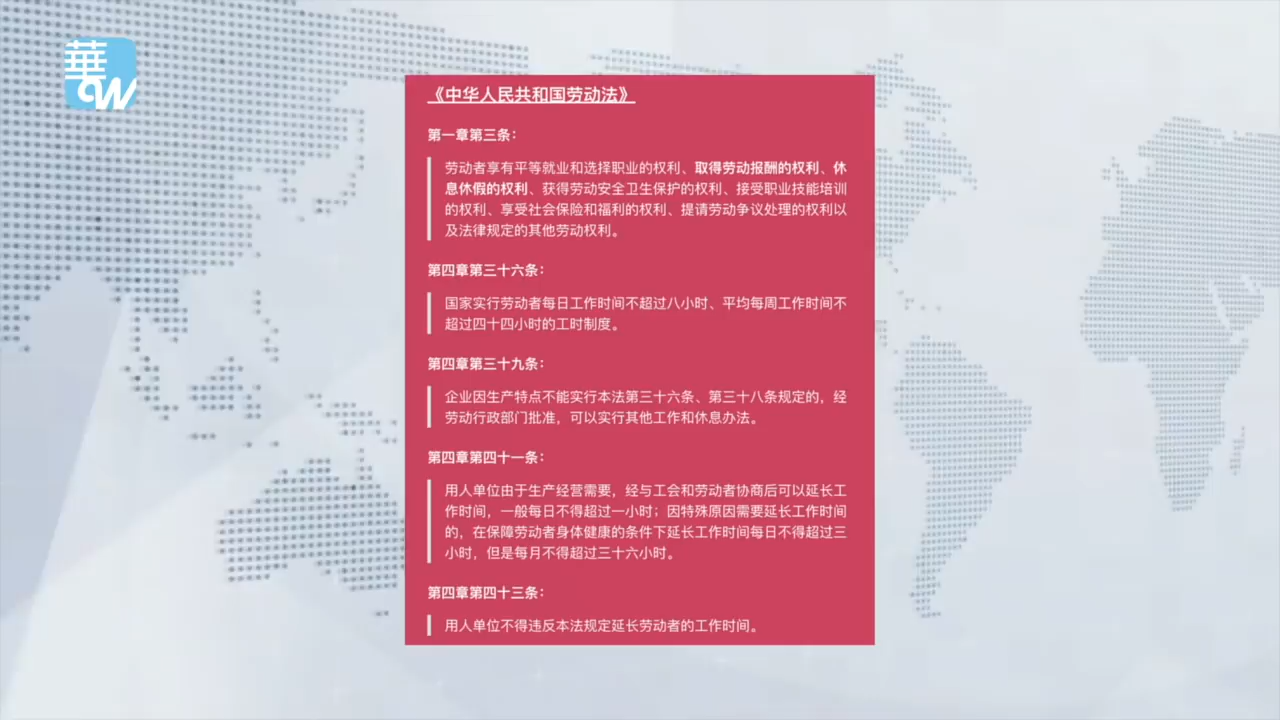 華
W
《中华人民共和国劳动法》
第一章第三条：
劳动者享有平等就业和选择职业的权利、取得劳动报酬的权利、休
息休假的权利、获得劳动安全卫生保护的权利、接受职业技能培训
的权利、享受社会保险和福利的权利、提请劳动争议处理的权利以
及法律规定的其他劳动权利。
第四章第三十六条：
国家实行劳动者每日工作时间不超过八小时、平均每周工作时间不
超过四十四小时的工时制度。
第四章第三十九条：
企业因生产特点不能实行本法第三十六条、第三十八条规定的，经
劳动行政部门批准，可以实行其他工作和休息办法。
第四章第四十一条：
用人单位由于生产经营需要，经与工会和劳动者协商后可以延长工
作时间，一般每日不得超过一小时；因特殊原因需要延长工作时间
的，在保障劳动者身体健康的条件下延长工作时间每日不得超过三
小时，但是每月不得超过三十六小时。
第四章第四十三条：
用人单位不得违反本法规定延长劳动者的工作时间。